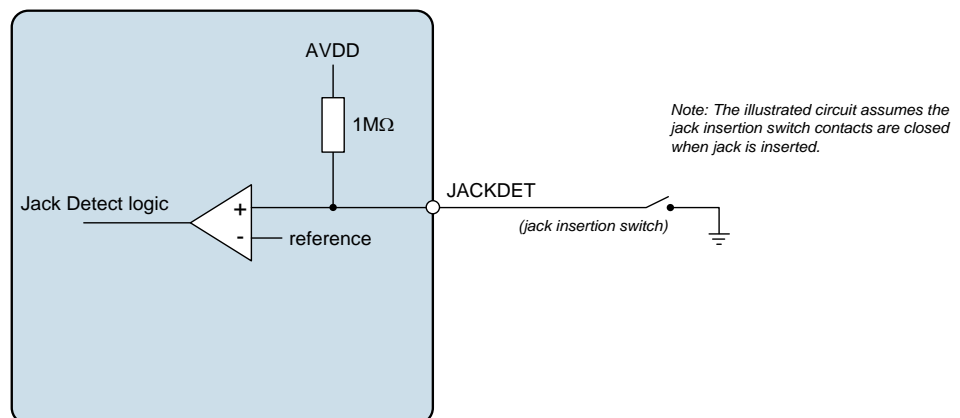 AVDD
1MΩ
Note: The illustrated circuit assumes the
jack insertion switch contacts are closed
when jack is inserted.
JACKDET
Jack Detect logic
+
(jack insertion switch)
-
reference